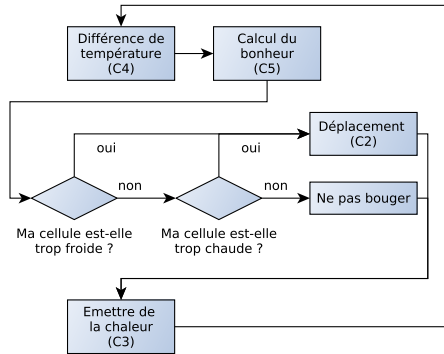 Différence de
température
(C4)
Calcul du
bonheur
(C5)
oui
oui
Déplacement
(C2)
non
non
Ne pas bouger
Ma cellule est-elle
trop froide ?
Ma cellule est-elle
trop chaude ?
Emettre de
la chaleur
(C3)